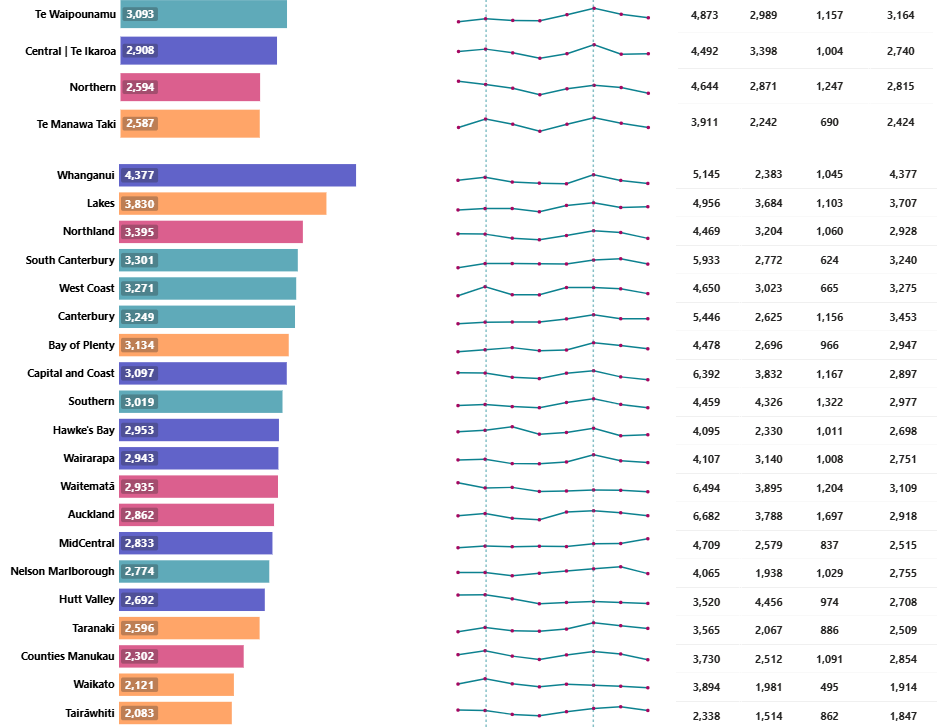 Te Waipounamu 3,093 4,873 2,989 1,157 3,164
Central | Te Ikaroa 2,908 4,492 3,398 1,004 2,740
Northern 2,594 4,644 2,871 1,247 2,815
Te Manawa Taki 2,587 3,911 2,242 690 2,424
Whanganui 4,377 5,145 2,383 1,045 4,377
Lakes 3,830 4,956 3,684 1,103 3,707
Northland 3,395 4,469 3,204 1,060 2,928
South Canterbury 3,301 5,933 2,772 624 3,240
West Coast 3,271 4,650 3,023 665 3,275
Canterbury 3,249 5,446 2,625 1,156 3,453
Bay of Plenty 3,134 4,478 2,696 966 2,947
Capital and Coast 3,097 6,392 3,832 1,167 2,897
Southern 3,019 4,459 4,326 1,322 2,977
Hawke's Bay 2,953 4,095 2,330 1,011 2,698
Wairarapa 2,943 4,107 3,140 1,008 2,751
Waitematā 2,935 6,494 3,895 1,204 3,109
Auckland 2,862 6,682 3,788 1,697 2,918
MidCentral 2,833 4,709 2,579 837 2,515
Nelson Marlborough 2,774 4,065 1,938 1,029 2,755
Hutt Valley 2,692 3,520 4,456 974 2,708
Taranaki 2,596 3,565 2,067 886 2,509
Counties Manukau 2,302 3,730 2,512 1,091 2,854
Waikato 2,121 3,894 1,981 495 1,914
Tairāwhiti 2,083 2,338 1,514 862 1,847